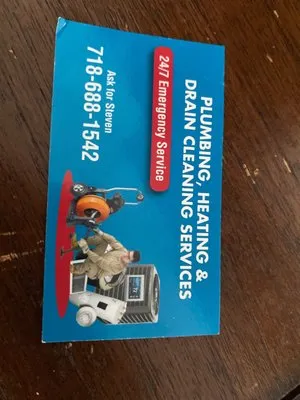 PLUMBING, HEATING &
DRAIN CLEANING SERVICES
24/7 Emergency Service
Ask for Steven
718-688-1542